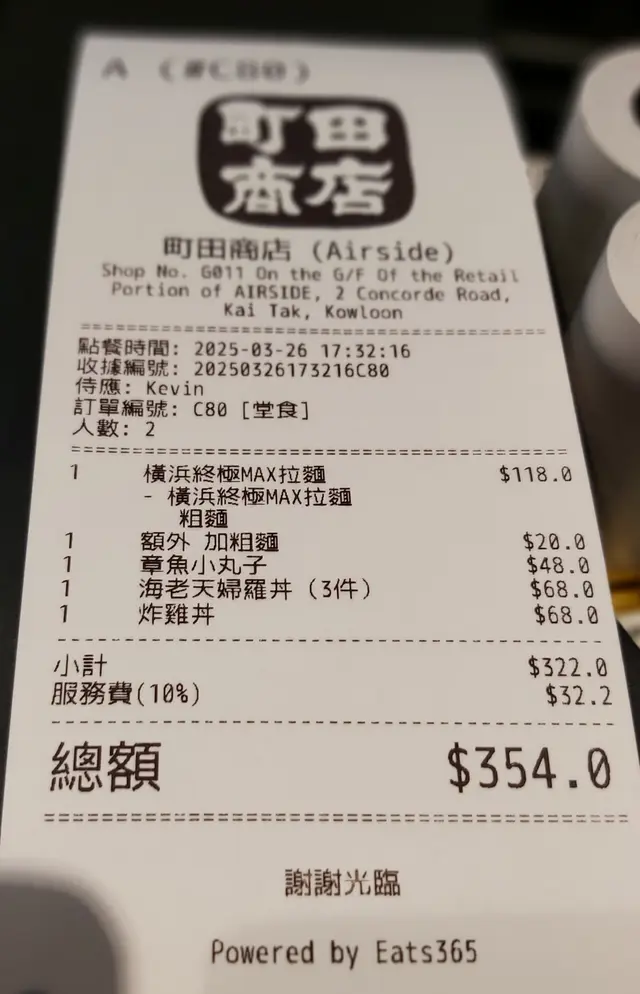 A (#C80)
町田
商店
町田商店 (Airside)
Shop No. G011 On the G/F Of the Retail
Portion of AIRSIDE, 2 Concorde Road,
Kai Tak, Kowloon
點餐時間: 2025-03-26 17:32:16
收據編號: 20250326173216C80
侍應: Kevin
訂單編號: C80 [堂食]
人數: 2
1 橫浜終極MAX拉麵 $118.0
- 橫浜終極MAX拉麵
粗麵
1 額外 加粗麵 $20.0
1 章魚小丸子 $48.0
1 海老天婦羅丼 (3件) $68.0
1 炸雞丼 $68.0
小計 $322.0
服務費(10%) $32.2
總額 $354.0
謝謝光臨
Powered by Eats365